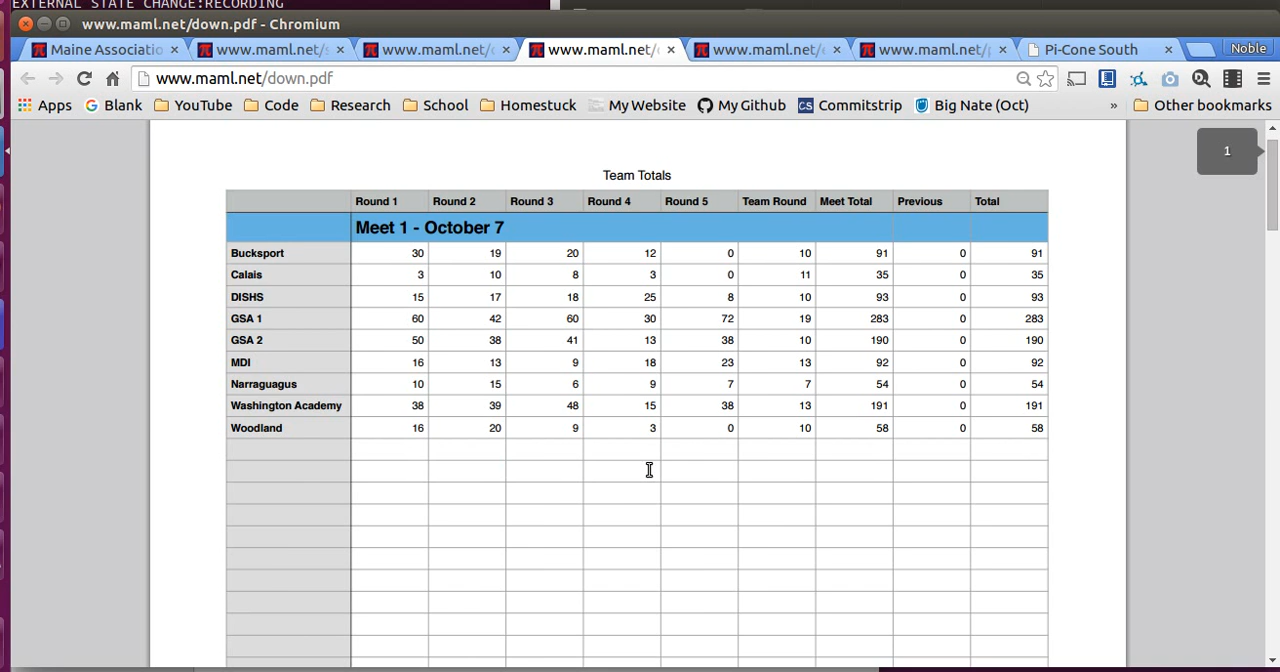 EXTERNAL STATE CHANGE:RECORDING
www.maml.net/down.pdf - Chromium
Maine Associatio www.maml.net/ www.maml.net/ www.maml.net/ www.maml.net/ www.maml.net/ Pi-Cone South Noble
www.maml.net/down.pdf
Apps Blank YouTube Code Research School Homestuck My Website My Github CS Commitstrip Big Nate (Oct) » Other bookmarks
1
Team Totals
Round 1 Round 2 Round 3 Round 4 Round 5 Team Round Meet Total Previous Total
Meet 1 - October 7
Bucksport 30 19 20 12 0 10 91 0 91
Calais 3 10 8 3 0 11 35 0 35
DISHS 15 17 18 25 8 10 93 0 93
GSA 1 60 42 60 30 72 19 283 0 283
GSA 2 50 38 41 13 38 10 190 0 190
MDI 16 13 9 18 23 13 92 0 92
Narraguagus 10 15 6 9 7 7 54 0 54
Washington Academy 38 39 48 15 38 13 191 0 191
Woodland 16 20 9 3 0 10 58 0 58